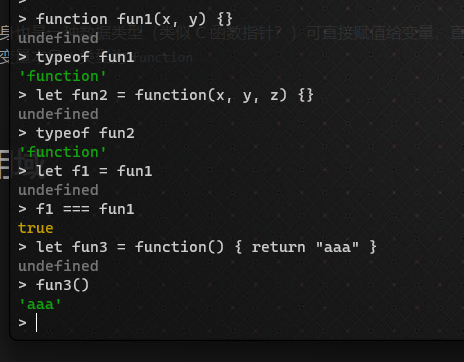 > function fun1(x, y) {}
undefined
> typeof fun1
'function'
> let fun2 = function(x, y, z) {}
undefined
> typeof fun2
'function'
> let f1 = fun1
undefined
> f1 === fun1
true
> let fun3 = function() { return "aaa" }
undefined
> fun3()
'aaa'
>